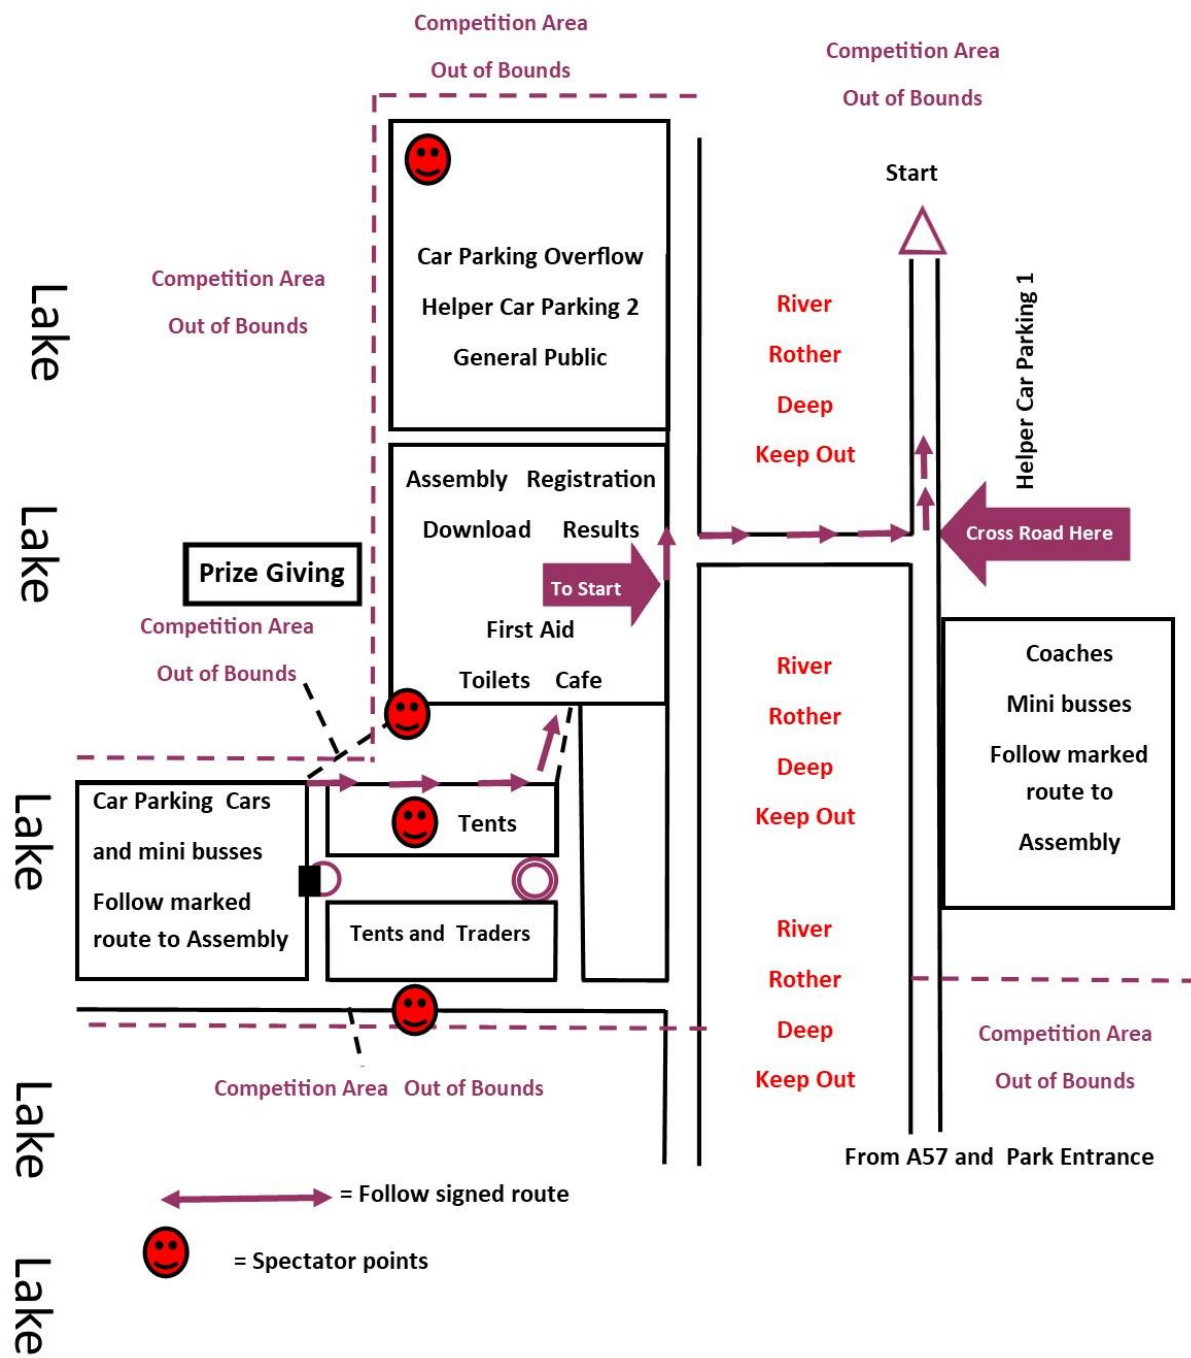 Competition Area
Out of Bounds
Competition Area
Out of Bounds
Start
Car Parking Overflow
Helper Car Parking 2
General Public
Competition Area
Out of Bounds
Lake
River
Rother
Deep
Keep Out
Helper Car Parking 1
Assembly Registration
Download Results
To Start
First Aid
Toilets Cafe
Cross Road Here
Lake
Prize Giving
Competition Area
Out of Bounds
River
Rother
Deep
Keep Out
Coaches
Mini busses
Follow marked
route to
Assembly
Lake
Car Parking Cars
and mini busses
Follow marked
route to Assembly
Tents
Tents and Traders
River
Rother
Deep
Keep Out
Competition Area
Out of Bounds
Competition Area Out of Bounds
Lake
From A57 and Park Entrance
= Follow signed route
= Spectator points
Lake